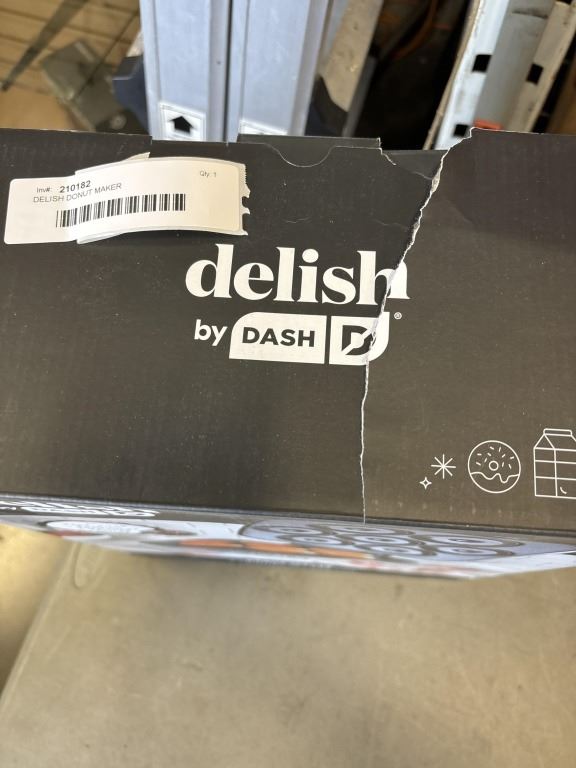 Inv#: 210182
Qty: 1
DELISH DONUT MAKER
delish
by DASH D®